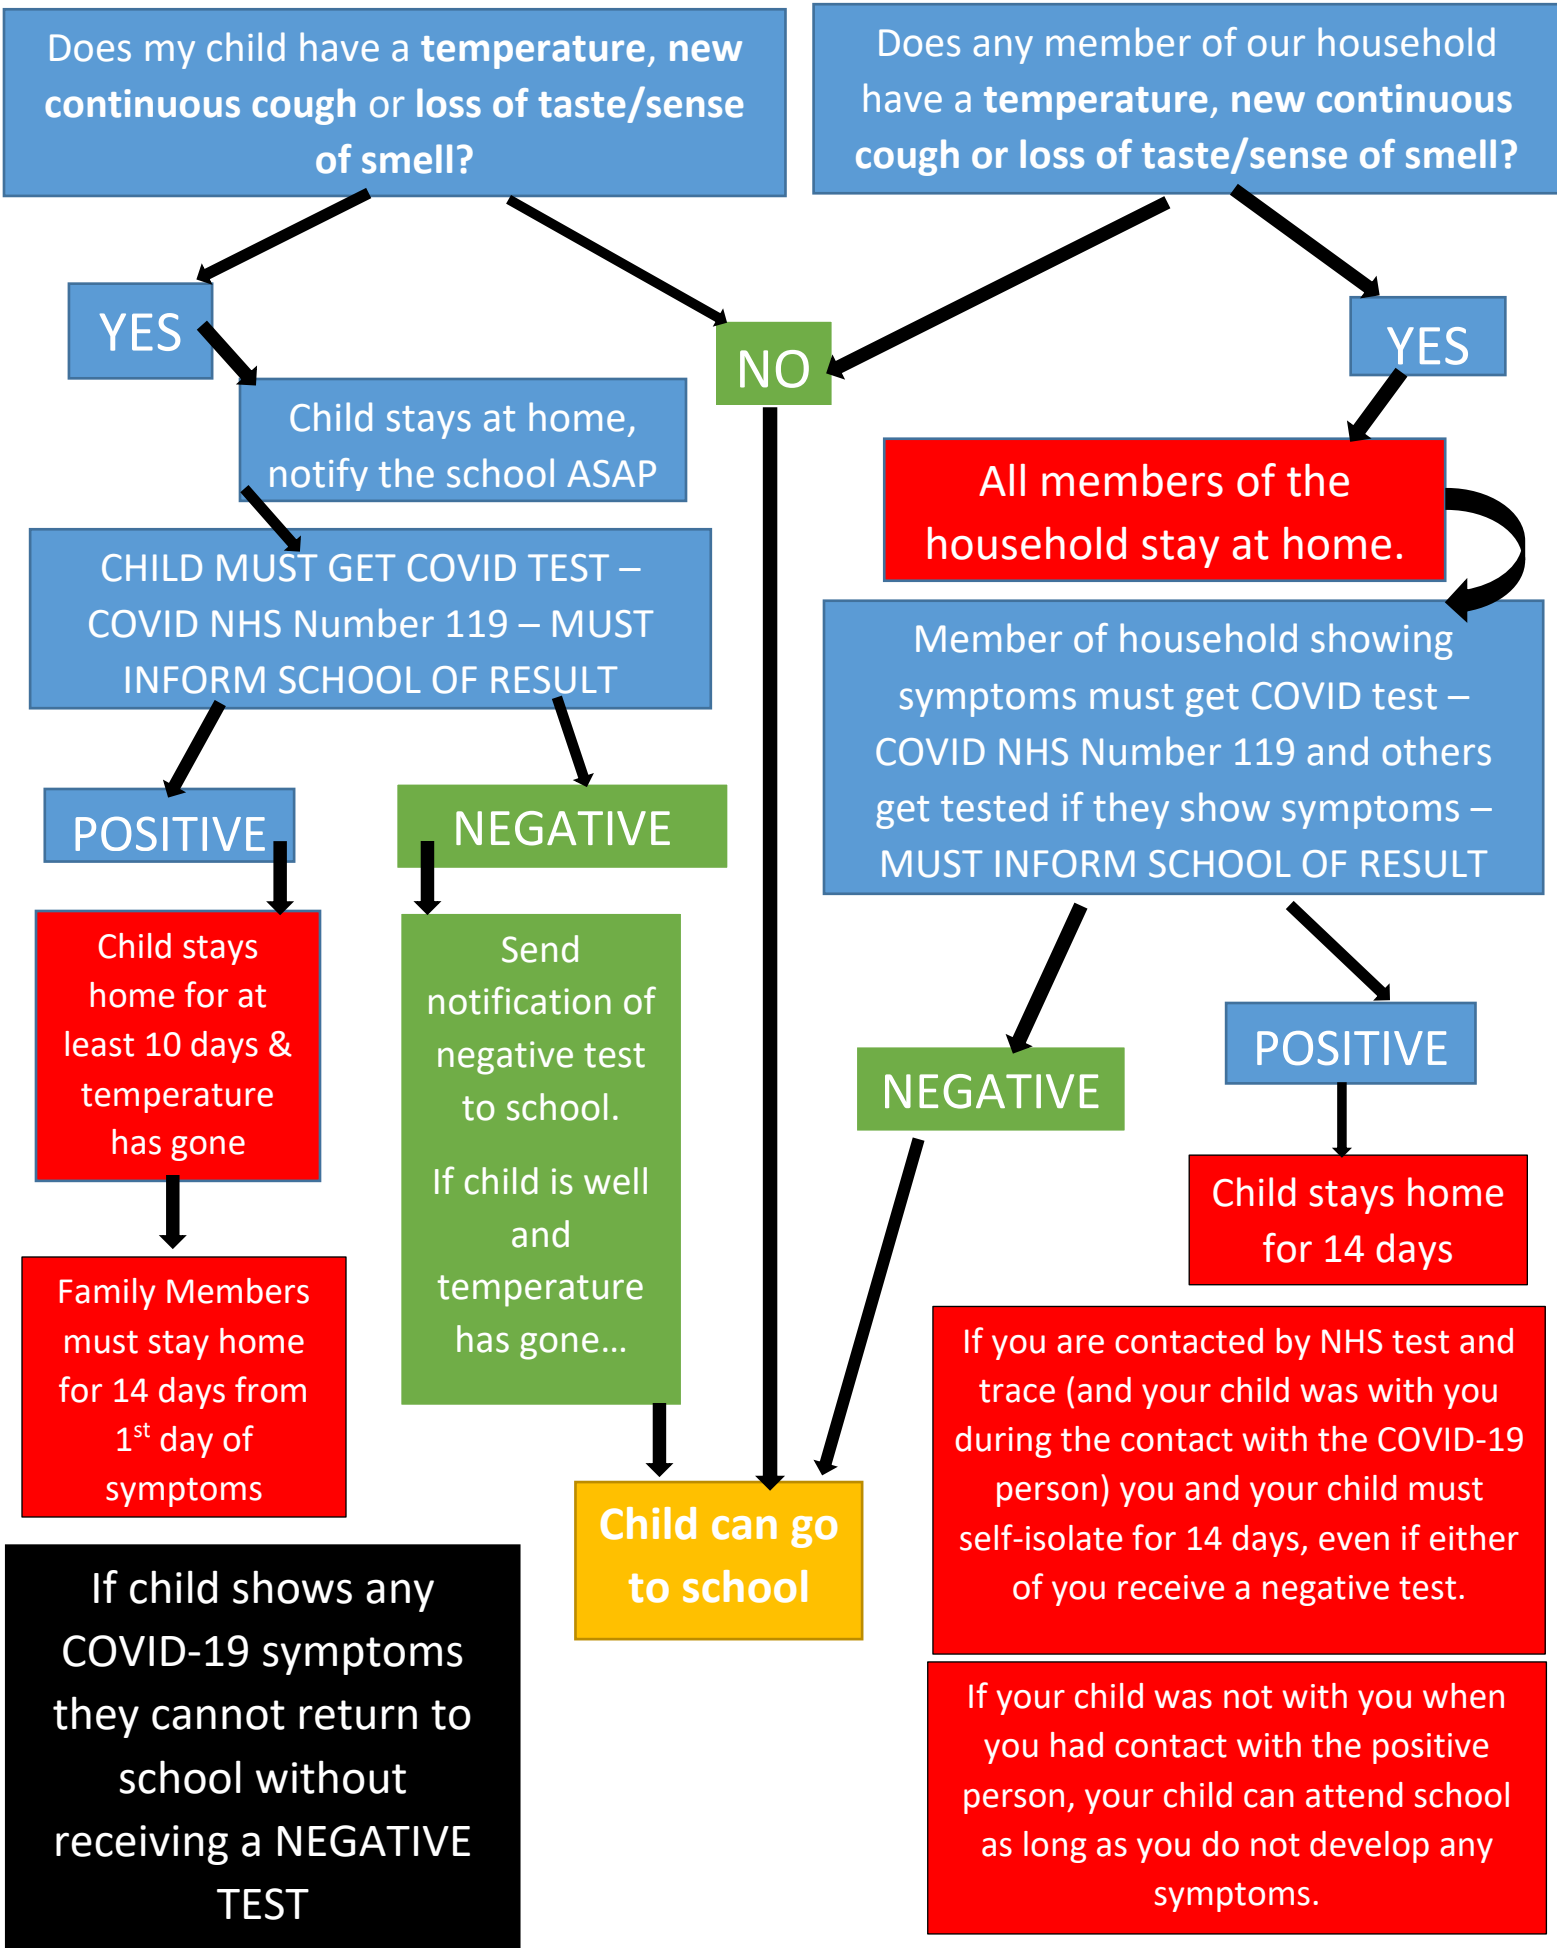 Does my child have a temperature, new
continuous cough or loss of taste/sense
of smell?
Does any member of our household
have a temperature, new continuous
cough or loss of taste/sense of smell?
YES
NO
YES
Child stays at home,
notify the school ASAP
All members of the
household stay at home.
CHILD MUST GET COVID TEST –
COVID NHS Number 119 – MUST
INFORM SCHOOL OF RESULT
Member of household showing
symptoms must get COVID test –
COVID NHS Number 119 and others
get tested if they show symptoms –
MUST INFORM SCHOOL OF RESULT
POSITIVE
NEGATIVE
Child stays
home for at
least 10 days &
temperature
has gone
Send
notification of
negative test
to school.
If child is well
and
temperature
has gone…
NEGATIVE
POSITIVE
Child stays home
for 14 days
Family Members
must stay home
for 14 days from
1st day of
symptoms
If you are contacted by NHS test and
trace (and your child was with you
during the contact with the COVID-19
person) you and your child must
self-isolate for 14 days, even if either
of you receive a negative test.
Child can go
to school
If child shows any
COVID-19 symptoms
they cannot return to
school without
receiving a NEGATIVE
TEST
If your child was not with you when
you had contact with the positive
person, your child can attend school
as long as you do not develop any
symptoms.